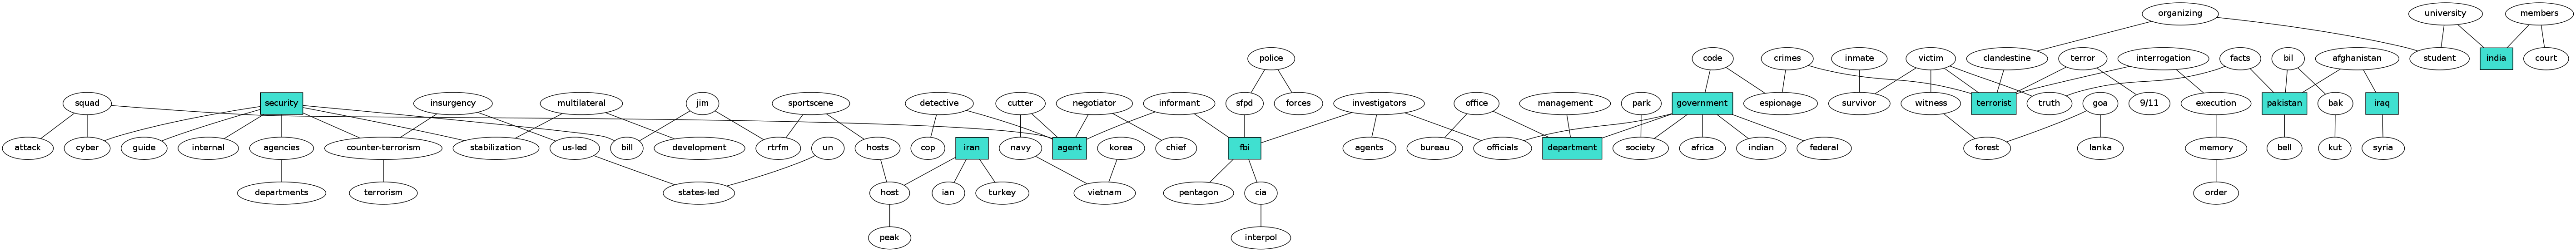 organizing university members
police code crimes inmate victim clandestine terror interrogation facts bil afghanistan student india court
squad security insurgency multilateral jim sportscene detective cutter negotiator informant sfpd forces investigators office management park government espionage survivor witness terrorist truth goa 9/11 execution pakistan bak iraq
attack cyber guide internal agencies counter-terrorism stabilization us-led bill development rtrfm un hosts cop iran navy agent korea chief fbi agents bureau officials department society africa indian federal forest lanka memory bell kut syria
departments terrorism states-led host ian turkey vietnam pentagon cia order
peak interpol